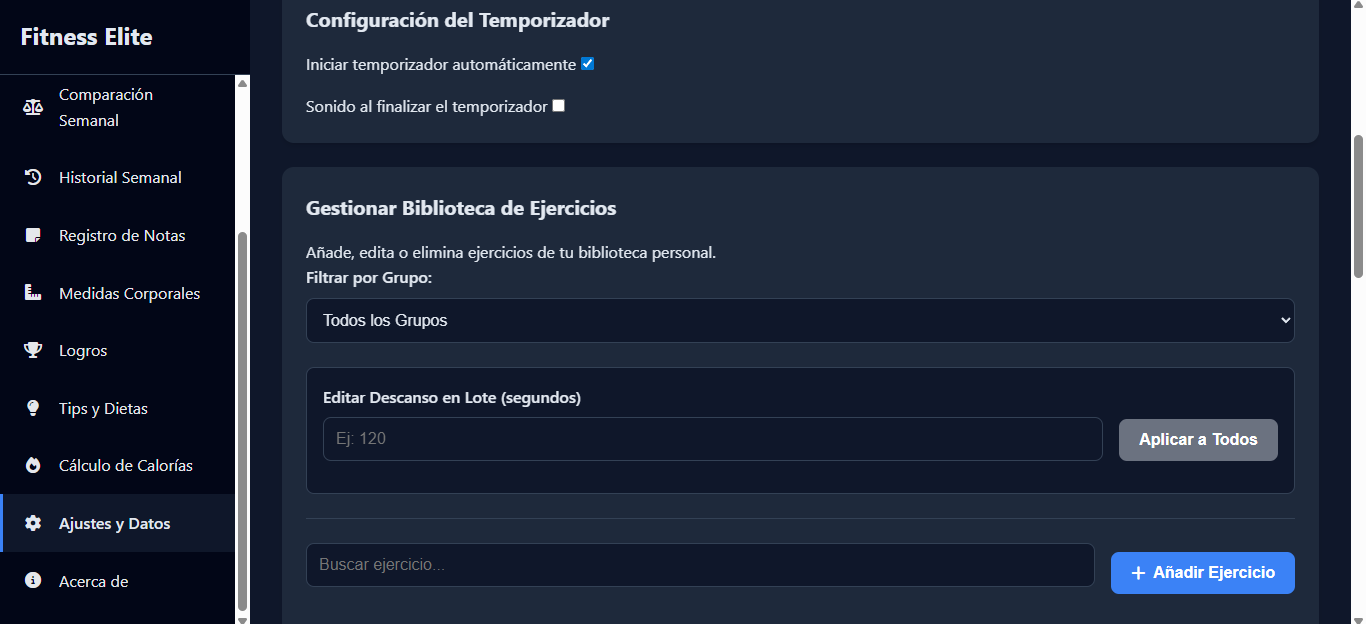 Fitness Elite
Comparación
Semanal
Historial Semanal
Registro de Notas
Medidas Corporales
Logros
Tips y Dietas
Cálculo de Calorías
Ajustes y Datos
Acerca de
Configuración del Temporizador
Iniciar temporizador automáticamente
Sonido al finalizar el temporizador
Gestionar Biblioteca de Ejercicios
Añade, edita o elimina ejercicios de tu biblioteca personal.
Filtrar por Grupo:
Todos los Grupos
Editar Descanso en Lote (segundos)
Ej: 120
Aplicar a Todos
Buscar ejercicio...
+ Añadir Ejercicio